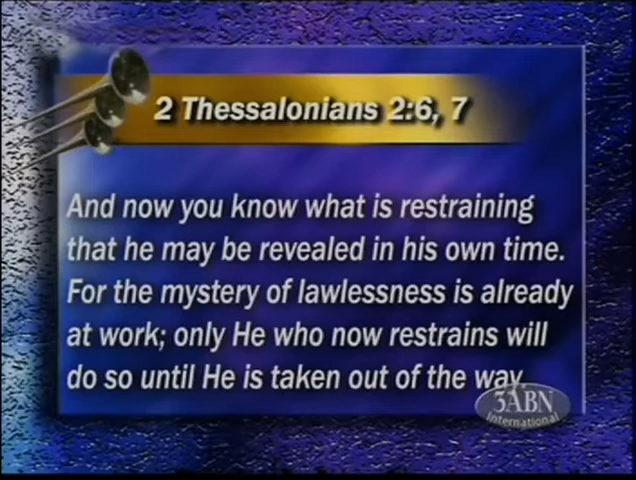 2 Thessalonians 2:6, 7
And now you know what is restraining
that he may be revealed in his own time.
For the mystery of lawlessness is already
at work; only He who now restrains will
do so until He is taken out of the way.
3ABN
International